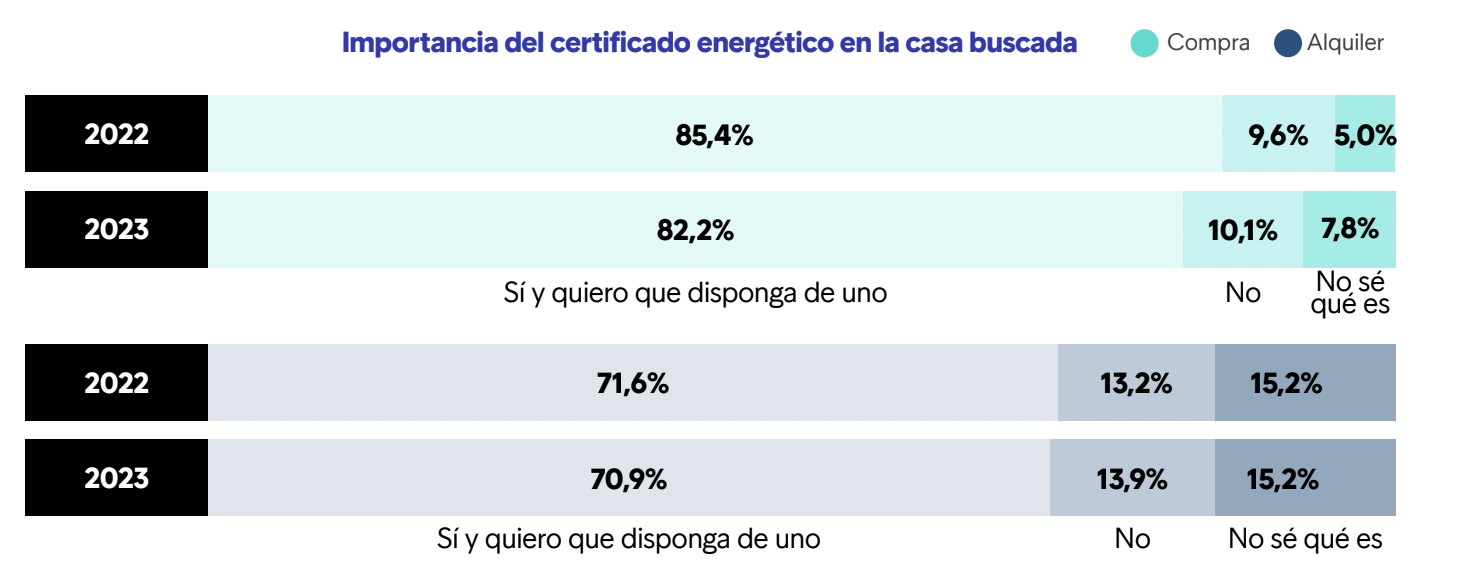 Importancia del certificado energético en la casa buscada
Compra
Alquiler
2022
85,4%
9,6%
5,0%
2023
82,2%
10,1%
7,8%
Sí y quiero que disponga de uno
No
No sé
qué es
2022
71,6%
13,2%
15,2%
2023
70,9%
13,9%
15,2%
Sí y quiero que disponga de uno
No
No sé qué es